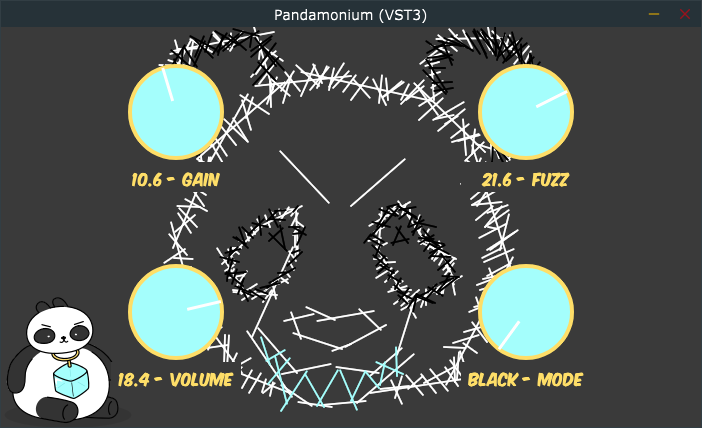 Pandamonium (VST3)
10.6 - GAIN
21.6 - FUZZ
18.4 - VOLUME
BLACK - MODE